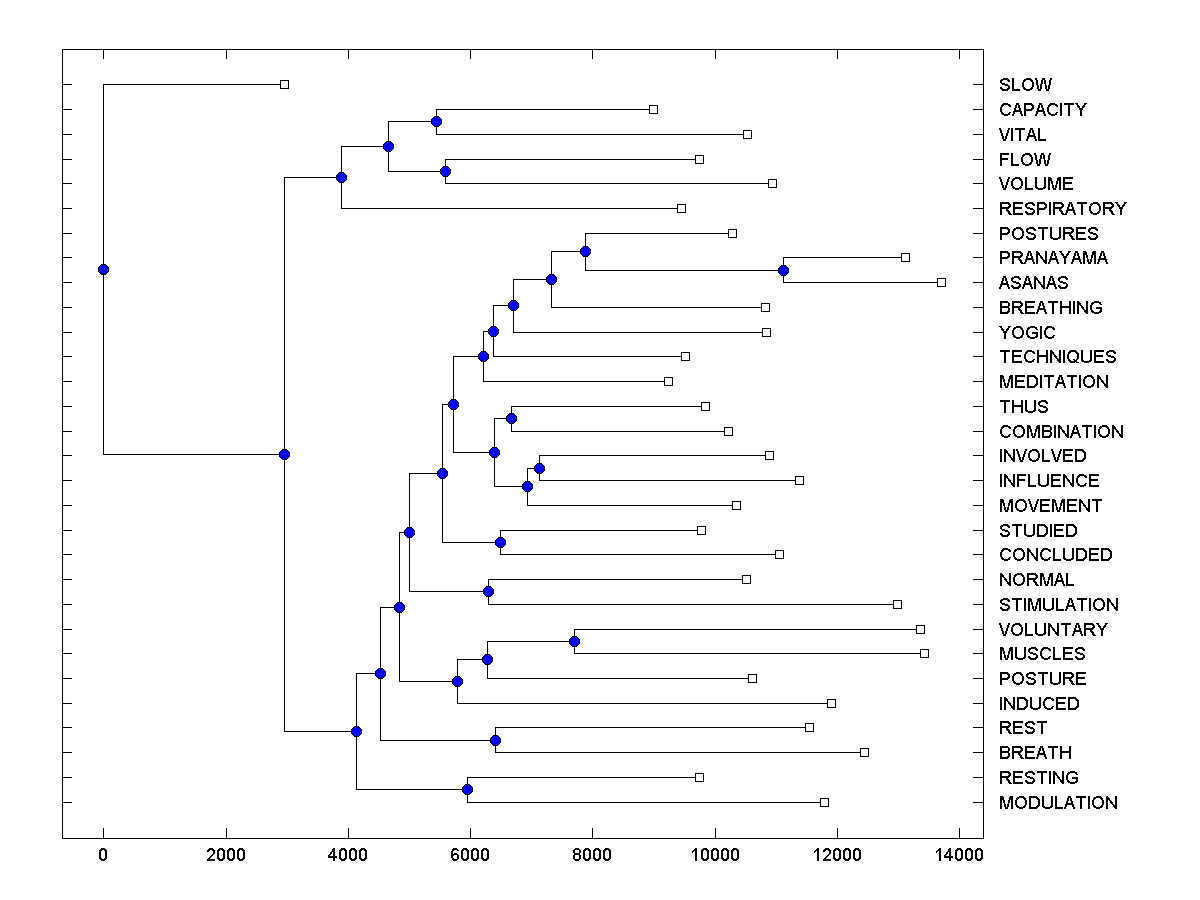 SLOW
CAPACITY
VITAL
FLOW
VOLUME
RESPIRATORY
POSTURES
PRANAYAMA
ASANAS
BREATHING
YOGIC
TECHNIQUES
MEDITATION
THUS
COMBINATION
INVOLVED
INFLUENCE
MOVEMENT
STUDIED
CONCLUDED
NORMAL
STIMULATION
VOLUNTARY
MUSCLES
POSTURE
INDUCED
REST
BREATH
RESTING
MODULATION
0 2000 4000 6000 8000 10000 12000 14000